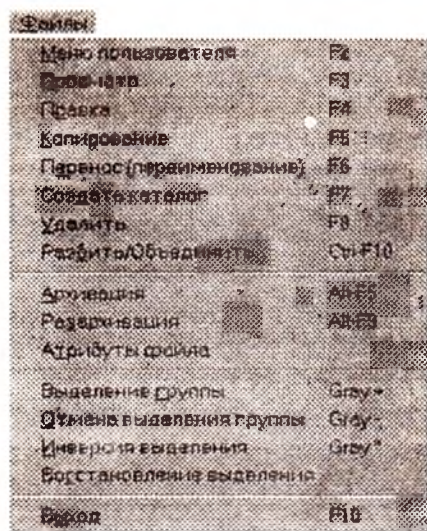 Файлы
Меню пользователя F2
Просмотр F3
Правка F4
Копирование F5
Перенос (переименование) F6
Создать каталог F7
Удалить F8
Разбить/Объединить Ctrl-F10
Архивация Alt-F5
Разархивация Alt-F9
Атрибуты файла
Выделение группы Gray +
Отмена выделения группы Gray -
Инверсия выделения Gray *
Восстановление выделения
Выход F10